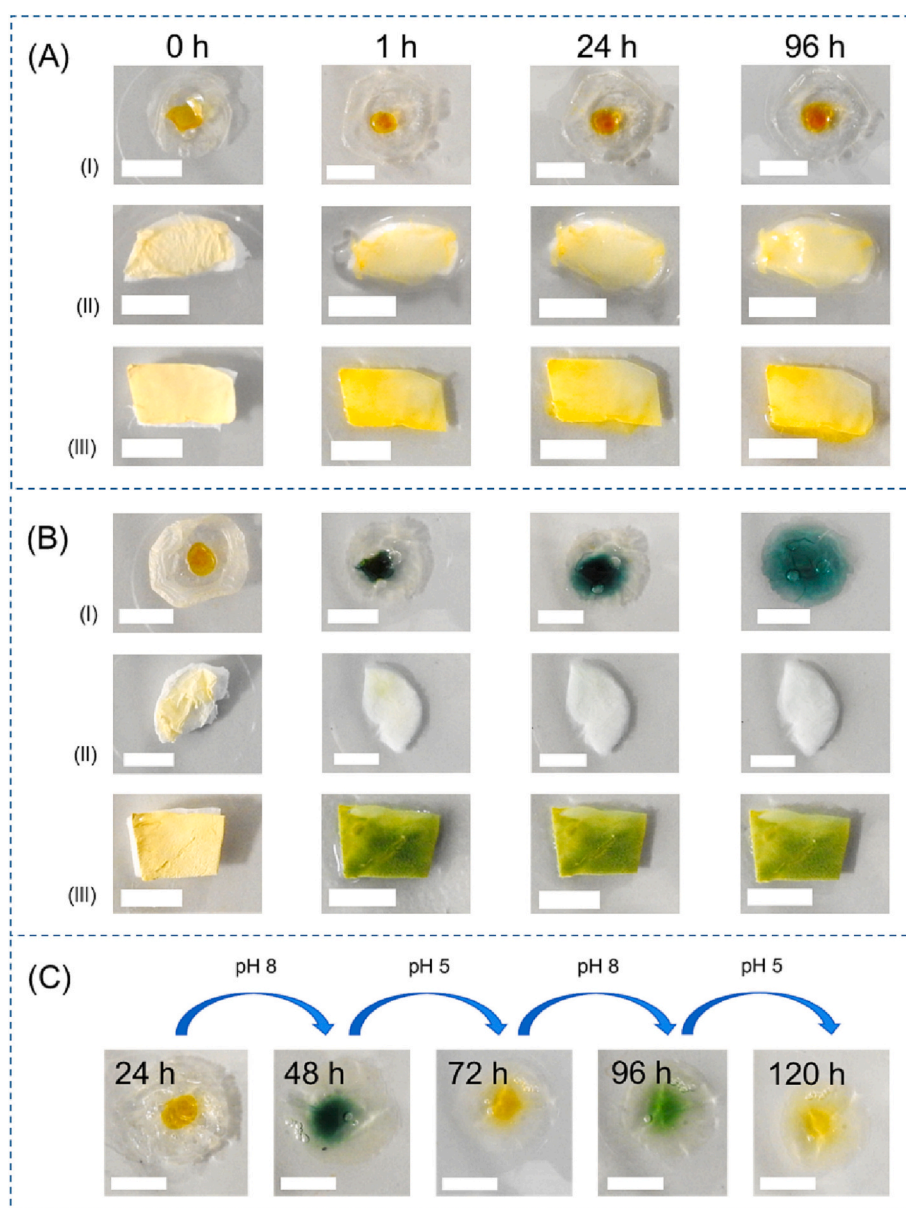 (A)
0 h 1 h 24 h 96 h
(I)
(II)
(III)
(B)
(I)
(II)
(III)
(C)
pH 8 pH 5 pH 8 pH 5
24 h 48 h 72 h 96 h 120 h